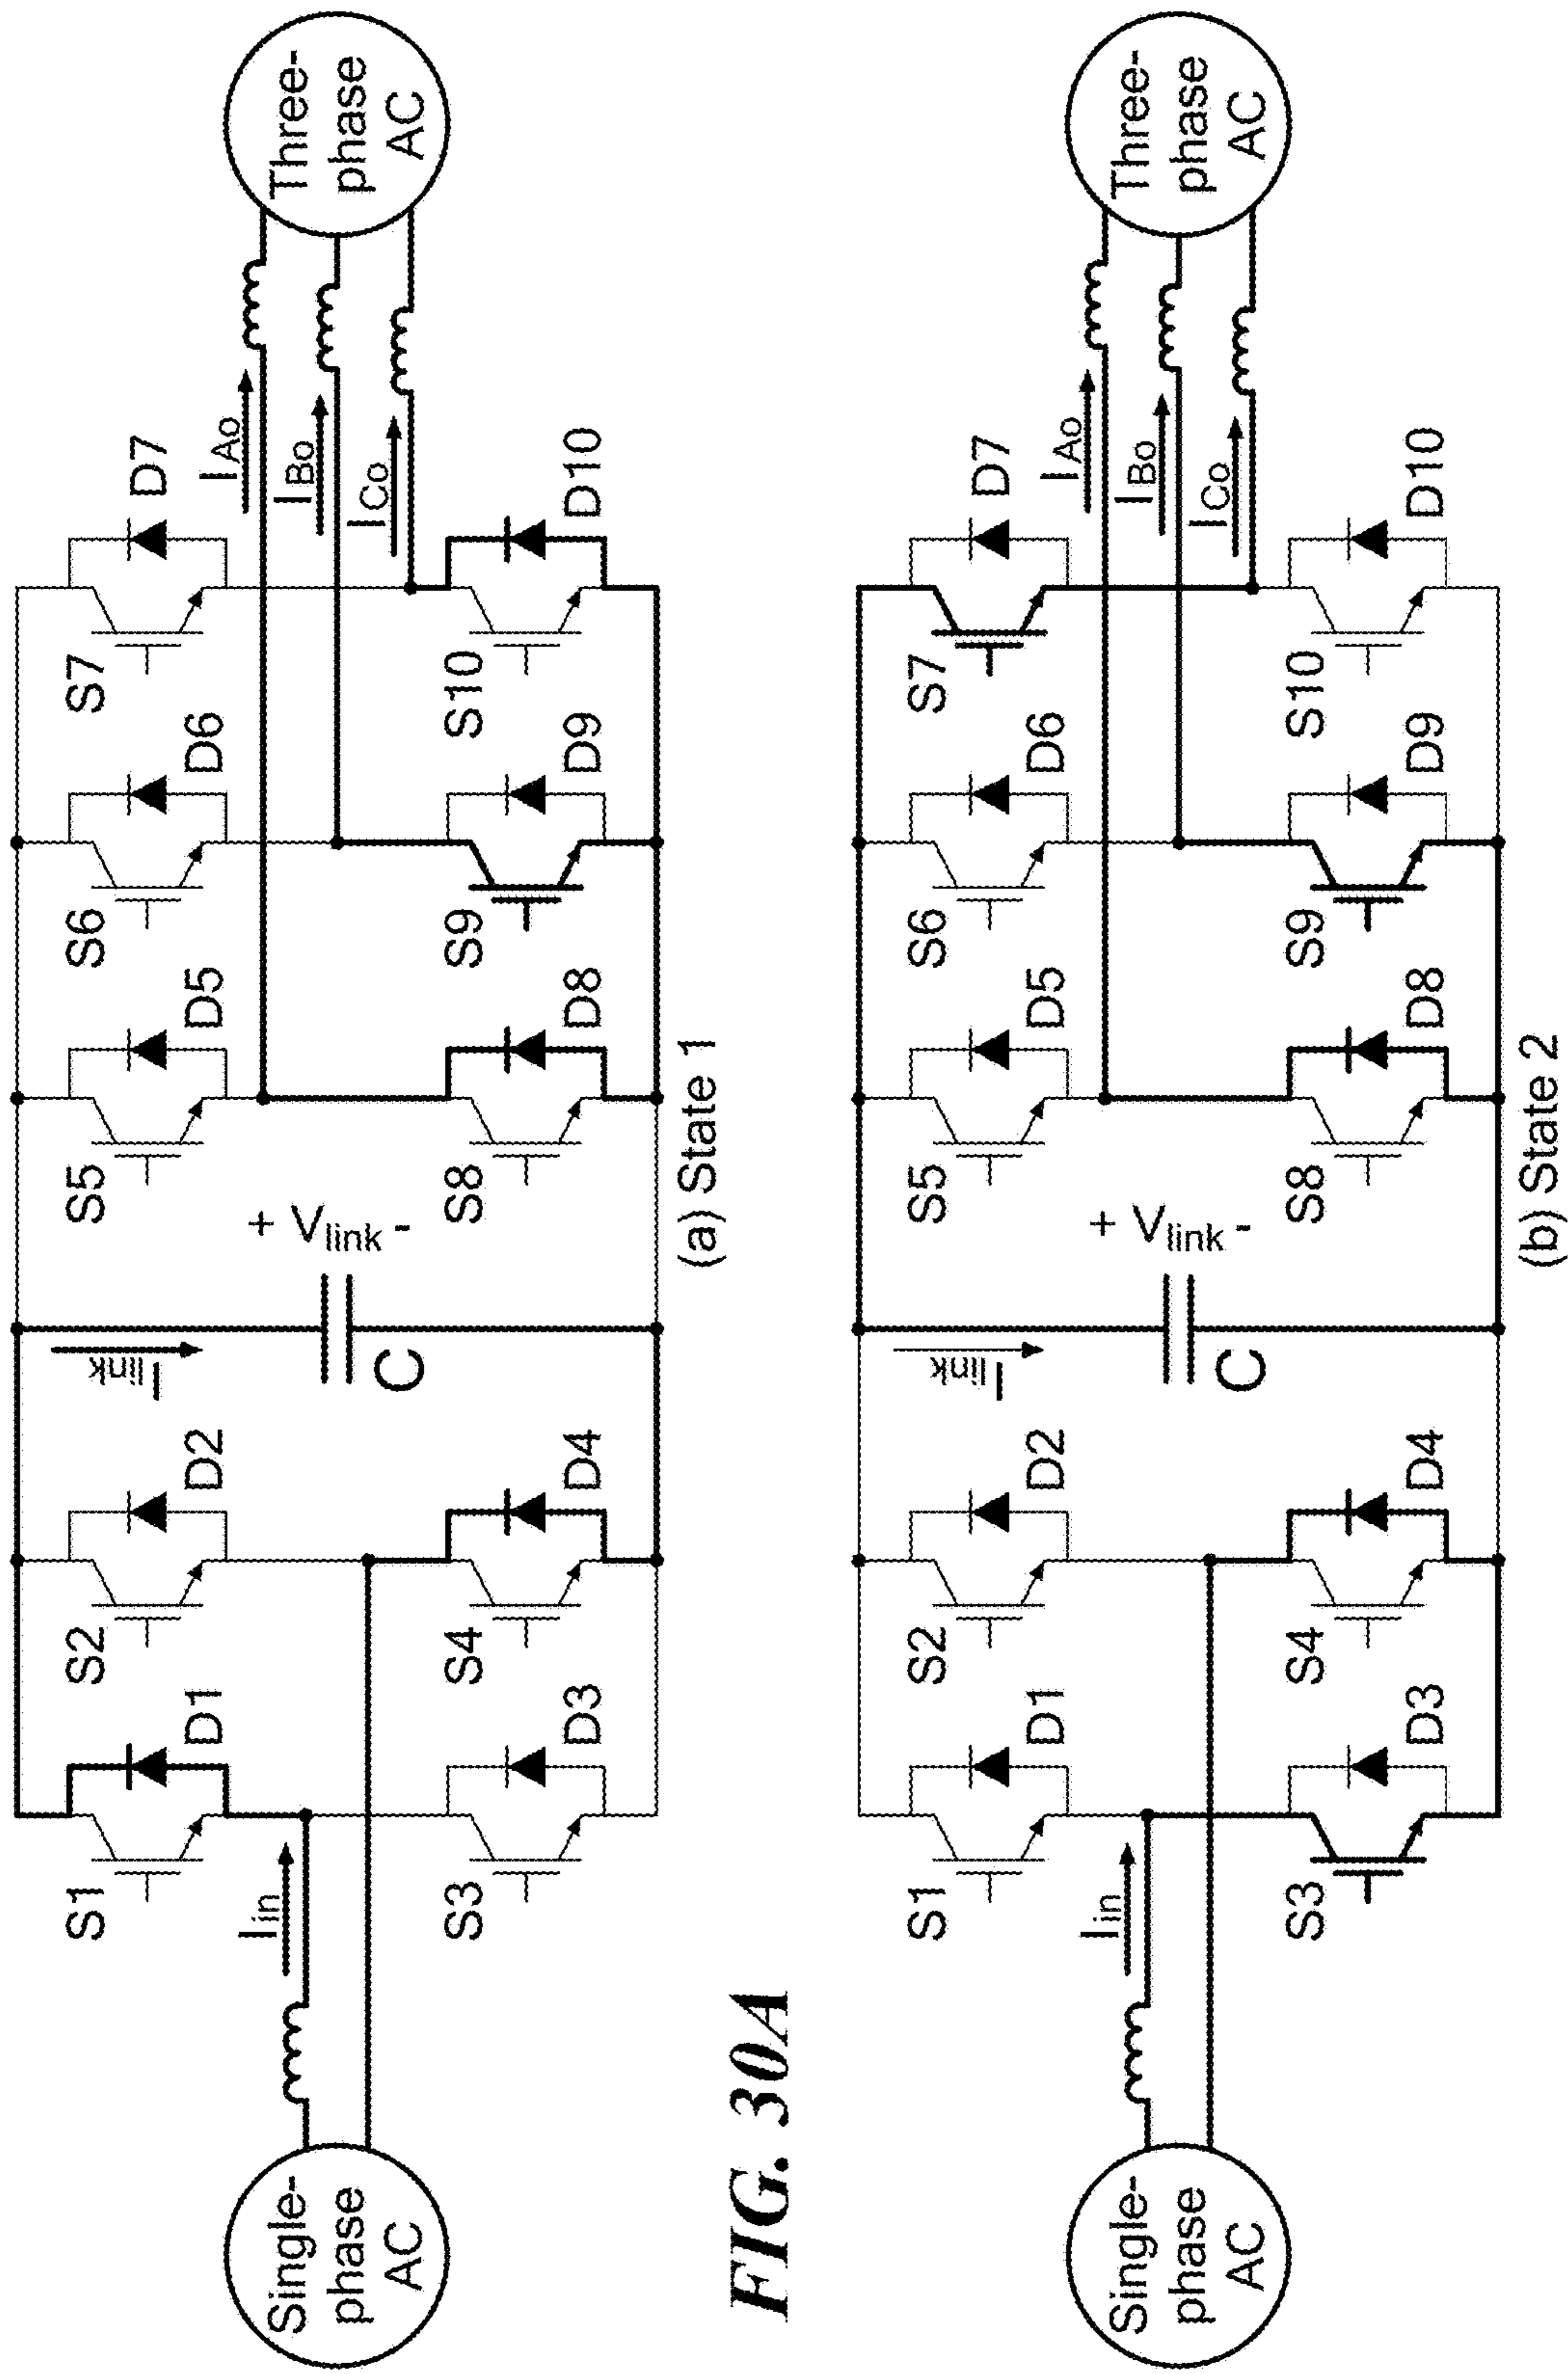 S1
D1
S2
D2
I_link
S5
D5
S6
D6
S7
D7
Single-
phase
AC
I_in
+ V_link -
C
I_Ao
I_Bo
I_Co
Three-
phase
AC
S3
D3
S4
D4
S8
D8
S9
D9
S10
D10
(a) State 1
FIG. 30A
S1
D1
S2
D2
I_link
S5
D5
S6
D6
S7
D7
Single-
phase
AC
I_in
+ V_link -
C
I_Ao
I_Bo
I_Co
Three-
phase
AC
S3
D3
S4
D4
S8
D8
S9
D9
S10
D10
(b) State 2